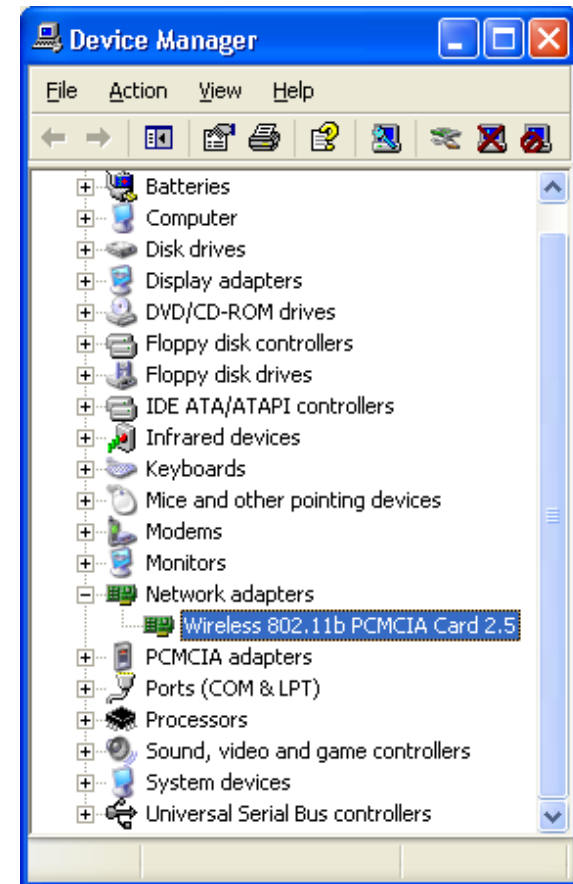 Device Manager
File Action View Help
Batteries
Computer
Disk drives
Display adapters
DVD/CD-ROM drives
Floppy disk controllers
Floppy disk drives
IDE ATA/ATAPI controllers
Infrared devices
Keyboards
Mice and other pointing devices
Modems
Monitors
Network adapters
Wireless 802.11b PCMCIA Card 2.5
PCMCIA adapters
Ports (COM & LPT)
Processors
Sound, video and game controllers
System devices
Universal Serial Bus controllers